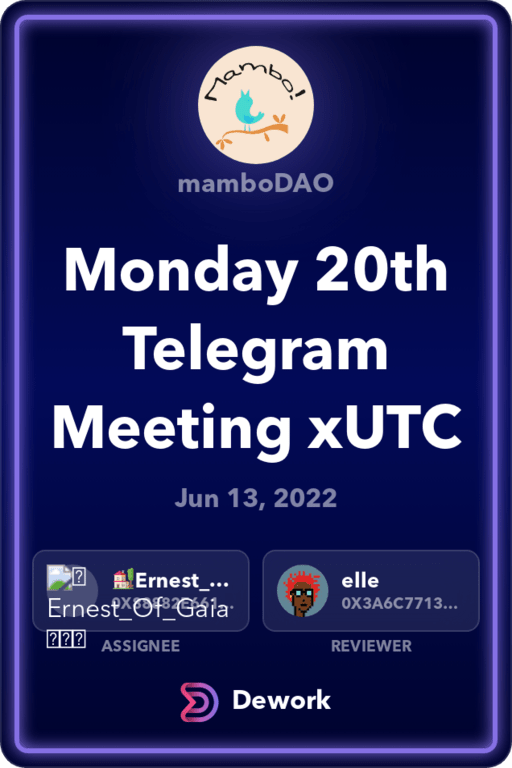 Mambo!
mamboDAO
Monday 20th
Telegram
Meeting xUTC
Jun 13, 2022
🏡Ernest_...
Ernest_Of_Gaia
ASSIGNEE
elle
0X3A6C7713...
REVIEWER
Dework